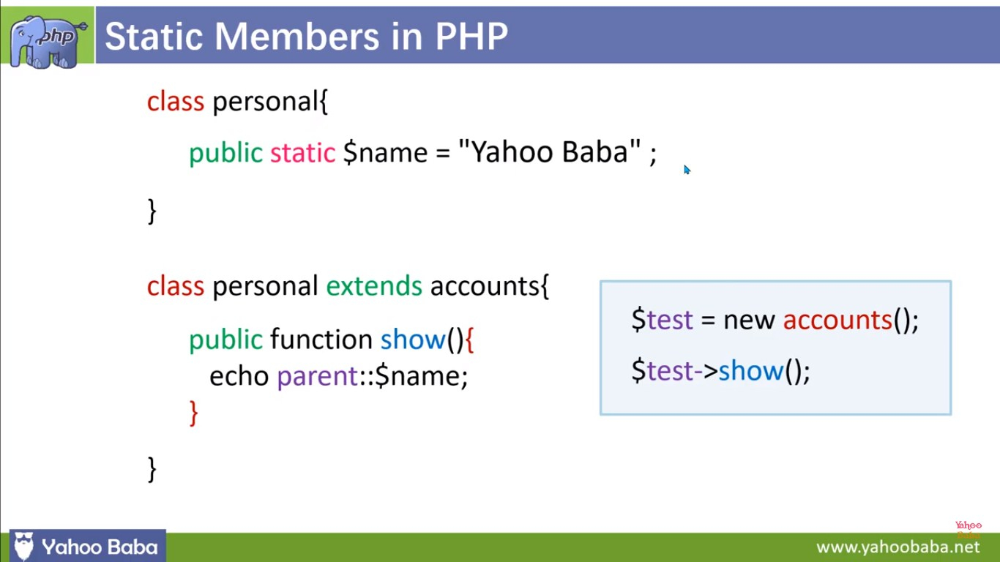 php
Static Members in PHP
class personal{
public static $name = "Yahoo Baba" ;
}
class personal extends accounts{
public function show(){
echo parent::$name;
}
}
$test = new accounts();
$test->show();
Yahoo
Baba
Yahoo Baba
www.yahoobaba.net